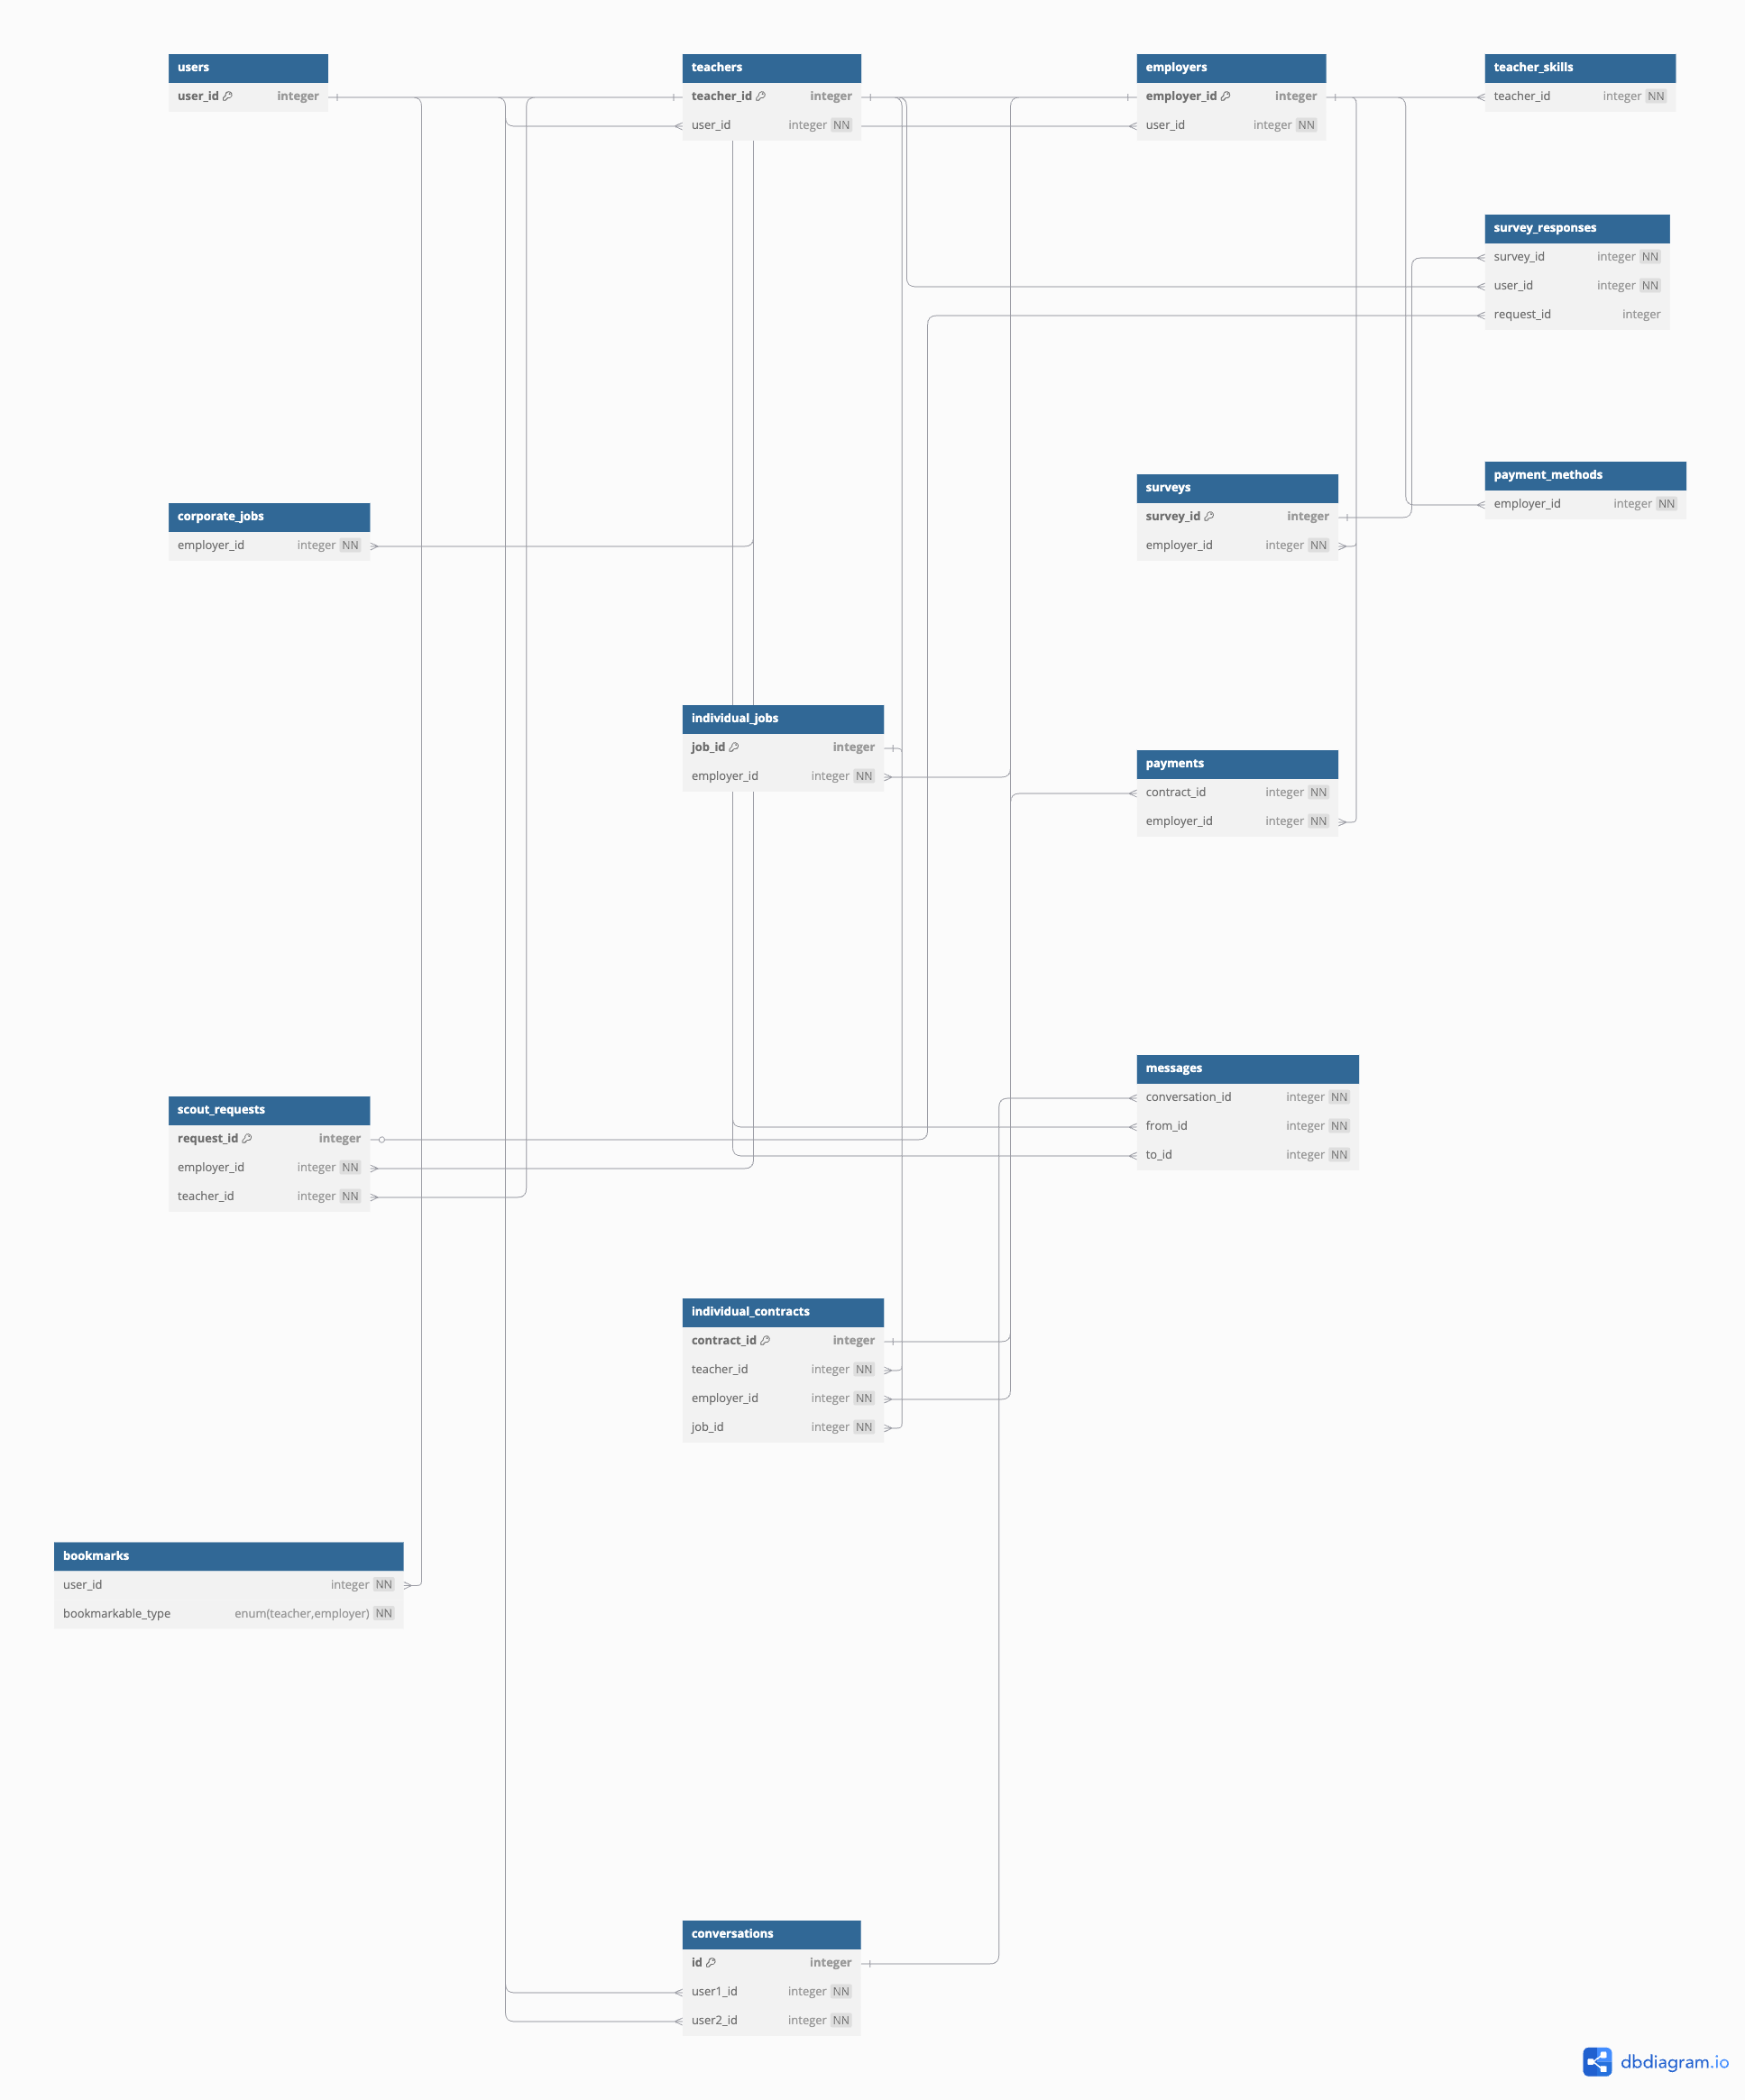 users
user_id integer
teachers
teacher_id integer
user_id integer NN
employers
employer_id integer
user_id integer NN
teacher_skills
teacher_id integer NN
survey_responses
survey_id integer NN
user_id integer NN
request_id integer
payment_methods
employer_id integer NN
surveys
survey_id integer
employer_id integer NN
corporate_jobs
employer_id integer NN
individual_jobs
job_id integer
employer_id integer NN
payments
contract_id integer NN
employer_id integer NN
messages
conversation_id integer NN
from_id integer NN
to_id integer NN
scout_requests
request_id integer
employer_id integer NN
teacher_id integer NN
individual_contracts
contract_id integer
teacher_id integer NN
employer_id integer NN
job_id integer NN
bookmarks
user_id integer NN
bookmarkable_type enum(teacher,employer) NN
conversations
id integer
user1_id integer NN
user2_id integer NN
dbdiagram.io